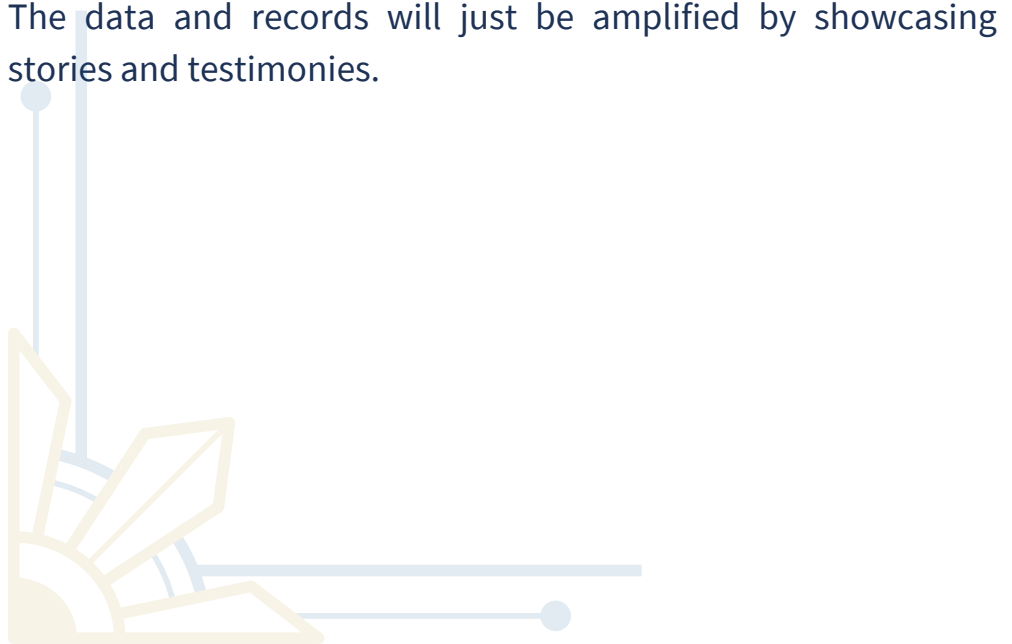 The data and records will just be amplified by showcasing
stories and testimonies.